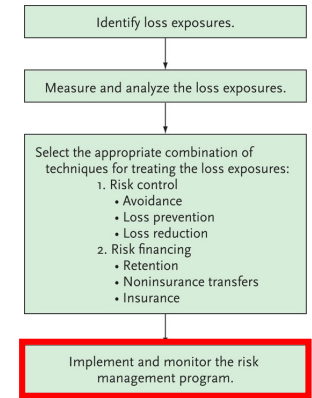 Identify loss exposures.
Measure and analyze the loss exposures.
Select the appropriate combination of
techniques for treating the loss exposures:
1. Risk control
• Avoidance
• Loss prevention
• Loss reduction
2. Risk financing
• Retention
• Noninsurance transfers
• Insurance
Implement and monitor the risk
management program.